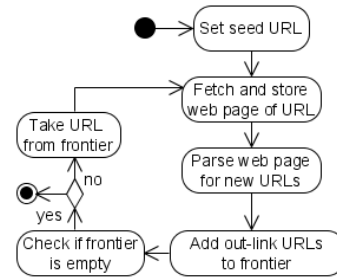 Set seed URL
Fetch and store
web page of URL
Take URL
from frontier
Parse web page
for new URLs
no
yes
Check if frontier
is empty
Add out-link URLs
to frontier